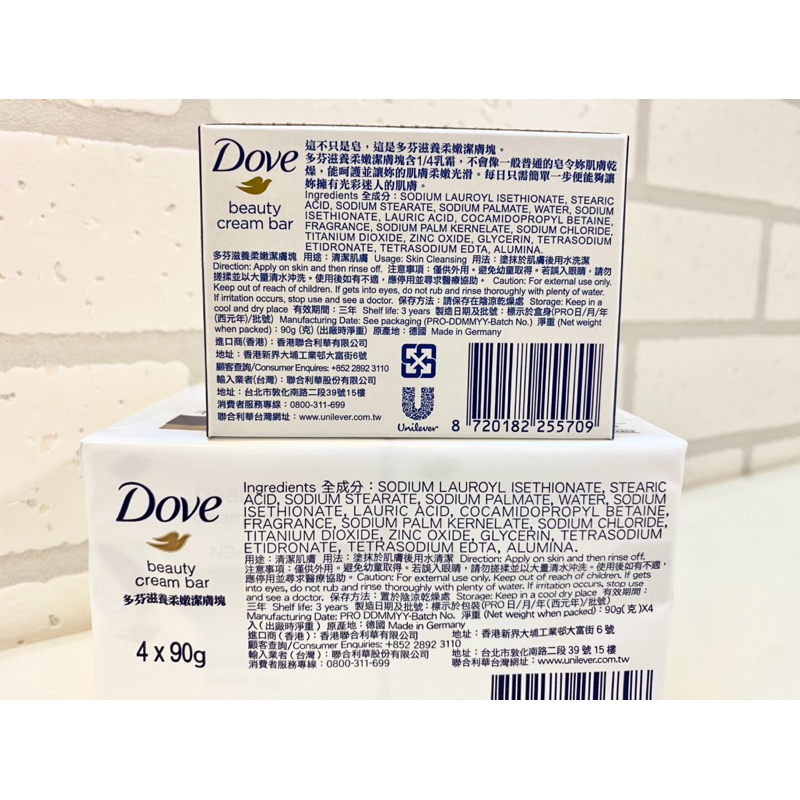 Dove
beauty
cream bar
這不只是皂，這是多芬滋養柔嫩潔膚塊。
多芬滋養柔嫩潔膚塊含1/4乳霜，不會像一般普通的皂令妳肌膚乾
燥，能呵護並讓妳的肌膚柔嫩光滑。每日只需簡單一步便能夠讓
妳擁有光彩迷人的肌膚。
Ingredients 全成分：SODIUM LAUROYL ISETHIONATE, STEARIC
ACID, SODIUM STEARATE, SODIUM PALMATE, WATER, SODIUM
ISETHIONATE, LAURIC ACID, COCAMIDOPROPYL BETAINE,
FRAGRANCE, SODIUM PALM KERNELATE, SODIUM CHLORIDE,
TITANIUM DIOXIDE, ZINC OXIDE, GLYCERIN, TETRASODIUM
ETIDRONATE, TETRASODIUM EDTA, ALUMINA.
多芬滋養柔嫩潔膚塊 用途：清潔肌膚 Usage: Skin Cleansing 用法：塗抹於肌膚後用水洗潔
Direction: Apply on skin and then rinse off. 注意事項：僅供外用。避免幼童取得。若誤入眼睛，請勿
搓揉並以大量清水沖洗。使用後如有不適，應停用並尋求醫療協助。 Caution: For external use only.
Keep out of reach of children. If gets into eyes, do not rub and rinse thoroughly with plenty of water.
If irritation occurs, stop use and see a doctor. 保存方法：請保存在陰涼乾燥處 Storage: Keep in a
cool and dry place 有效期間：三年 Shelf life: 3 years 製造日期及批號：標示於盒身(PRO日/月/年
(西元年)/批號) Manufacturing Date: See packaging (PRO-DDMMYY-Batch No.) 淨重 (Net weight
when packed)：90g (克) (出廠時淨重) 原產地：德國 Made in Germany
進口商(香港)：香港聯合利華有限公司
地址：香港新界大埔工業邨大富街6號
顧客查詢/Consumer Enquires: +852 2892 3110
輸入業者(台灣)：聯合利華股份有限公司
地址：台北市敦化南路二段39號15樓
消費者服務專線：0800-311-699
聯合利華台灣網址：www.unilever.com.tw
Unilever
8 720182 255709
Dove
beauty
cream bar
多芬滋養柔嫩潔膚塊
4 x 90g
Ingredients 全成分：SODIUM LAUROYL ISETHIONATE, STEARIC
ACID, SODIUM STEARATE, SODIUM PALMATE, WATER, SODIUM
ISETHIONATE, LAURIC ACID, COCAMIDOPROPYL BETAINE,
FRAGRANCE, SODIUM PALM KERNELATE, SODIUM CHLORIDE,
TITANIUM DIOXIDE, ZINC OXIDE, GLYCERIN, TETRASODIUM
ETIDRONATE, TETRASODIUM EDTA, ALUMINA.
用途：清潔肌膚 用法：塗抹於肌膚後用水清潔 Direction: Apply on skin and then rinse off.
注意事項：僅供外用。避免幼童取得。若誤入眼睛，請勿搓揉並以大量清水沖洗。使用後如有不適，
應停用並尋求醫療協助。 Caution: For external use only. Keep out of reach of children. If gets
into eyes, do not rub and rinse thoroughly with plenty of water. If irritation occurs, stop use
and see a doctor. 保存方法：置於陰涼乾燥處 Storage: Keep in a cool dry place 有效期間：
三年 Shelf life: 3 years 製造日期及批號：標示於包裝(PRO 日/月/年(西元年)/批號)
Manufacturing Date: PRO DDMMYY-Batch No. 淨重 (Net weight when packed)：90g(克)X4
入 (出廠時淨重) 原產地：德國 Made in Germany
進口商（香港）：香港聯合利華有限公司 地址：香港新界大埔工業邨大富街 6 號
顧客查詢/Consumer Enquiries: +852 2892 3110
輸入業者（台灣）：聯合利華股份有限公司 地址：台北市敦化南路二段 39 號 15 樓
消費者服務專線：0800-311-699 聯合利華台灣網址：www.unilever.com.tw